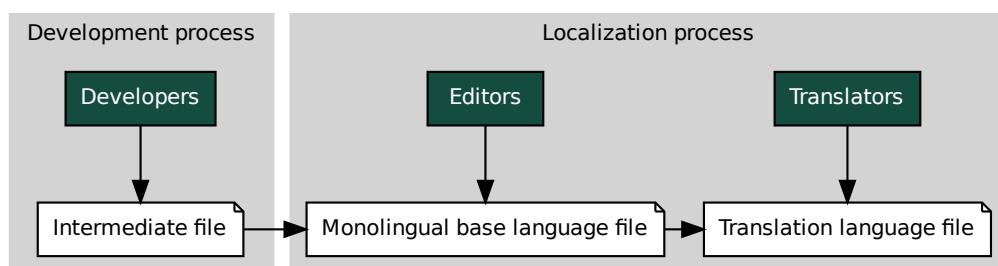 Development process
Localization process
Developers
Editors
Translators
Intermediate file
Monolingual base language file
Translation language file